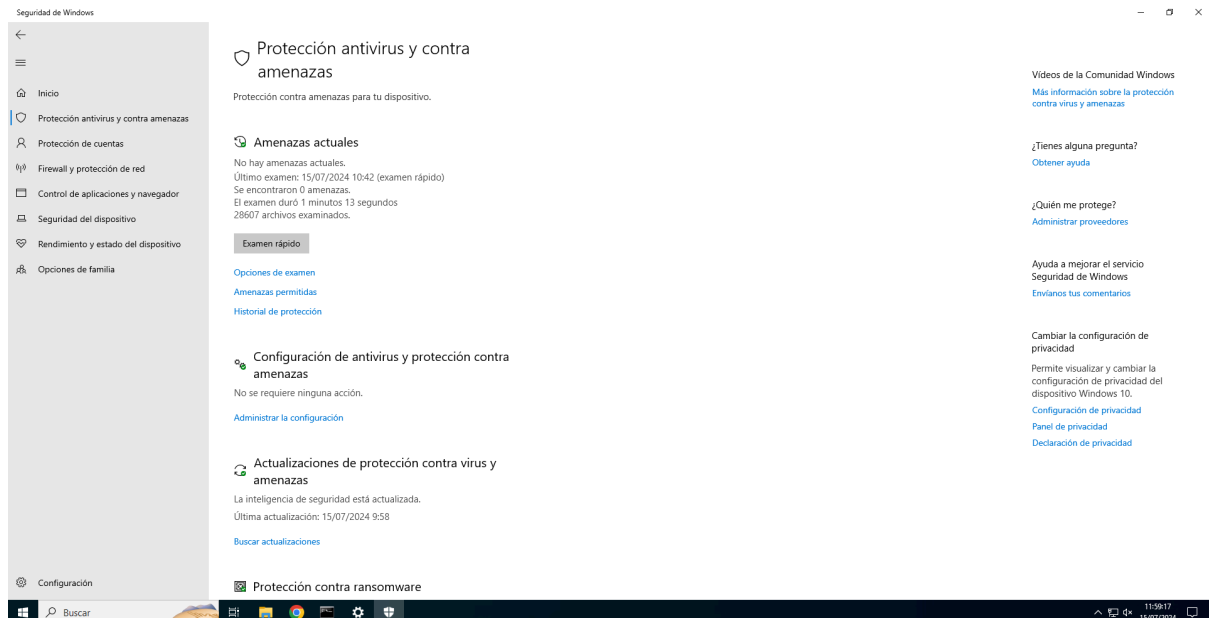 Seguridad de Windows
Inicio
Protección antivirus y contra amenazas
Protección de cuentas
Firewall y protección de red
Control de aplicaciones y navegador
Seguridad del dispositivo
Rendimiento y estado del dispositivo
Opciones de familia
Configuración
Protección antivirus y contra
amenazas
Protección contra amenazas para tu dispositivo.
Amenazas actuales
No hay amenazas actuales.
Último examen: 15/07/2024 10:42 (examen rápido)
Se encontraron 0 amenazas.
El examen duró 1 minutos 13 segundos
28607 archivos examinados.
Examen rápido
Opciones de examen
Amenazas permitidas
Historial de protección
Configuración de antivirus y protección contra
amenazas
No se requiere ninguna acción.
Administrar la configuración
Actualizaciones de protección contra virus y
amenazas
La inteligencia de seguridad está actualizada.
Última actualización: 15/07/2024 9:58
Buscar actualizaciones
Protección contra ransomware
Vídeos de la Comunidad Windows
Más información sobre la protección
contra virus y amenazas
¿Tienes alguna pregunta?
Obtener ayuda
¿Quién me protege?
Administrar proveedores
Ayuda a mejorar el servicio
Seguridad de Windows
Envíanos tus comentarios
Cambiar la configuración de
privacidad
Permite visualizar y cambiar la
configuración de privacidad del
dispositivo Windows 10.
Configuración de privacidad
Panel de privacidad
Declaración de privacidad
Buscar
11:59:17
15/07/2024